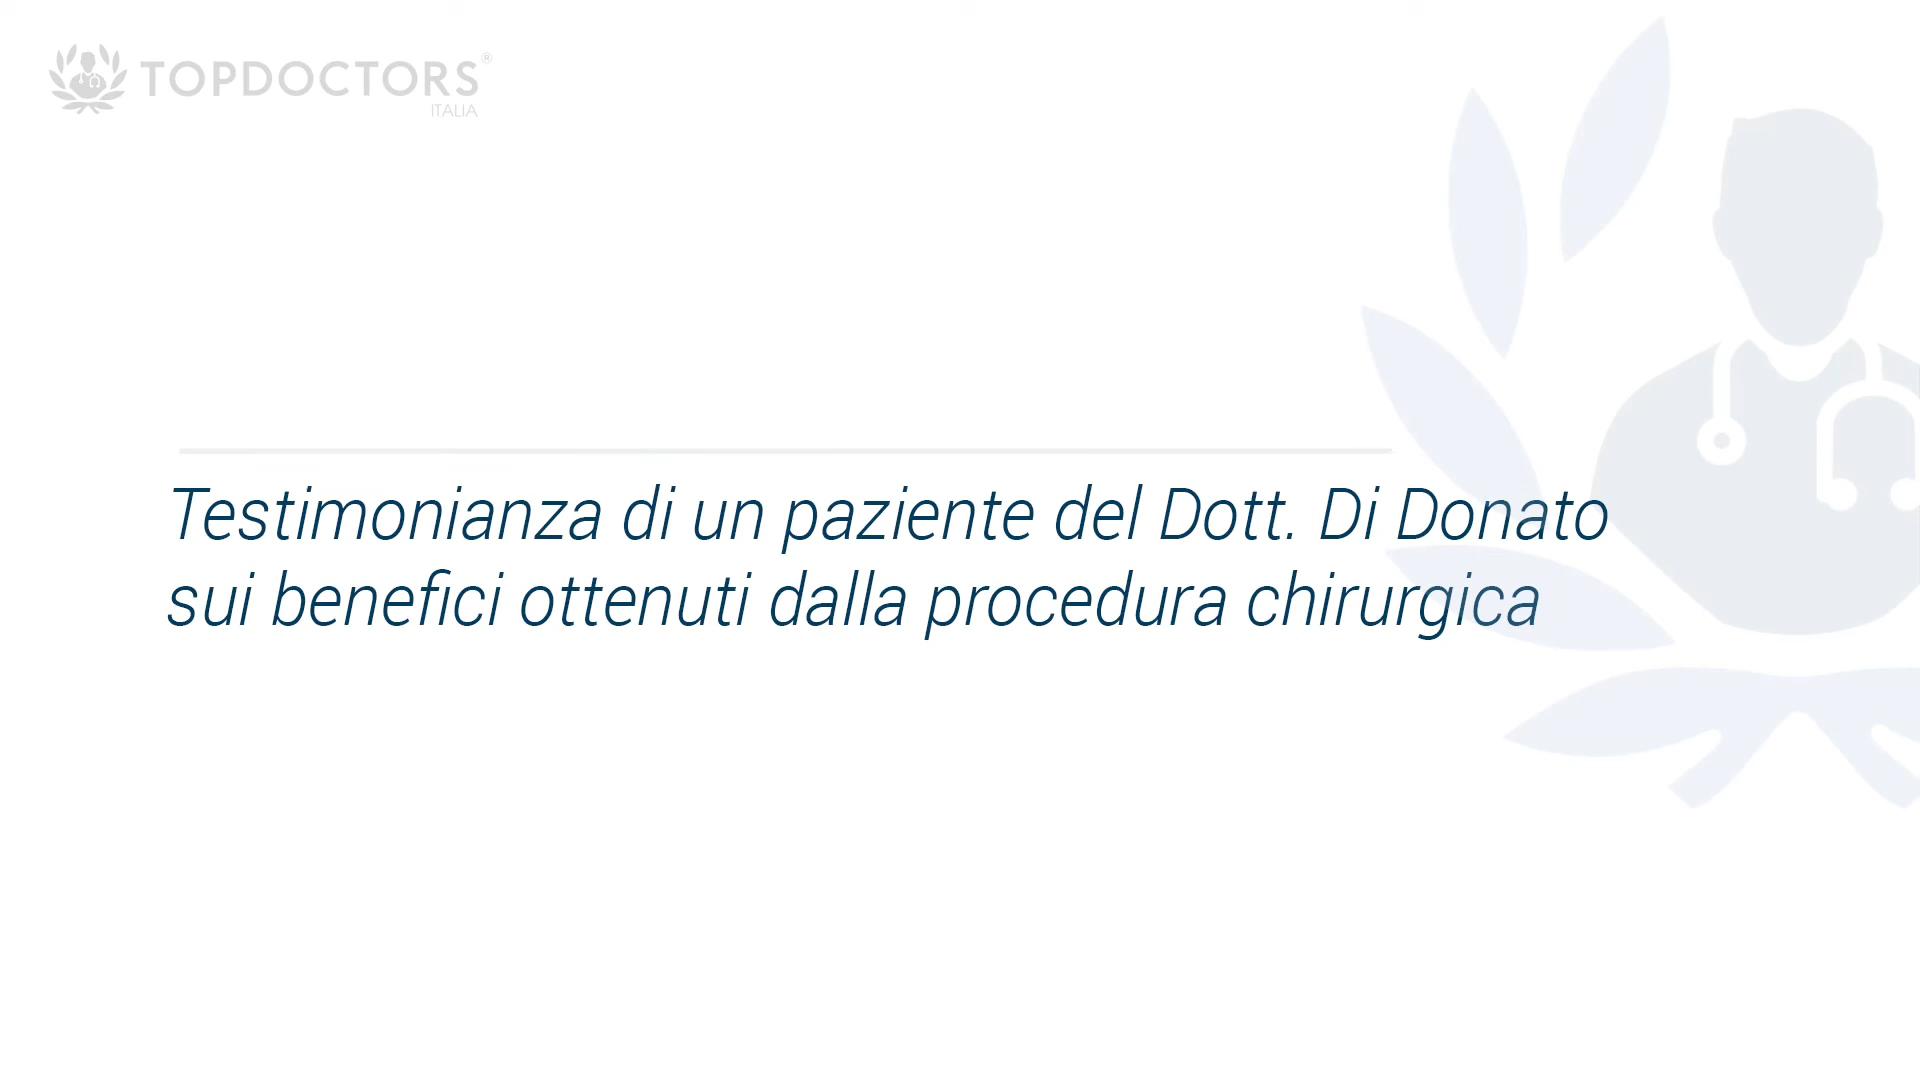 TOPDOCTORS®
ITALIA
Testimonianza di un paziente del Dott. Di Donato
sui benefici ottenuti dalla procedura chirurgica